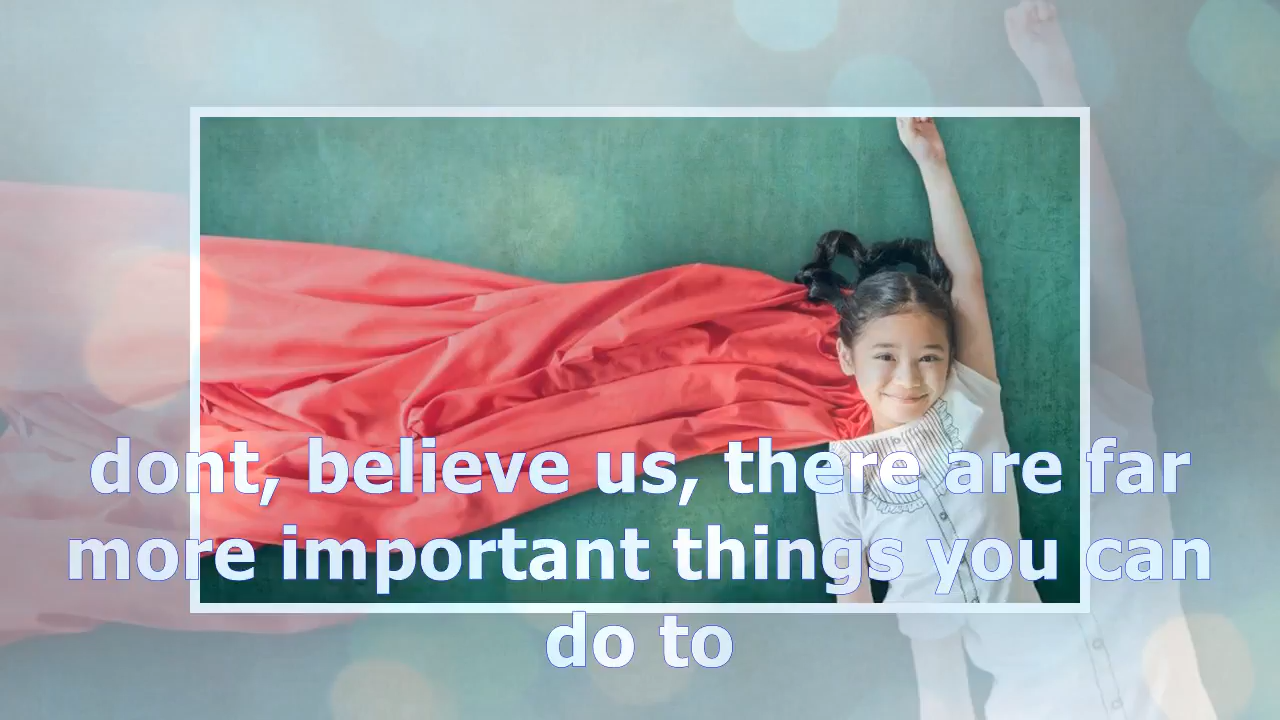 dont, believe us, there are far
more important things you can
do to